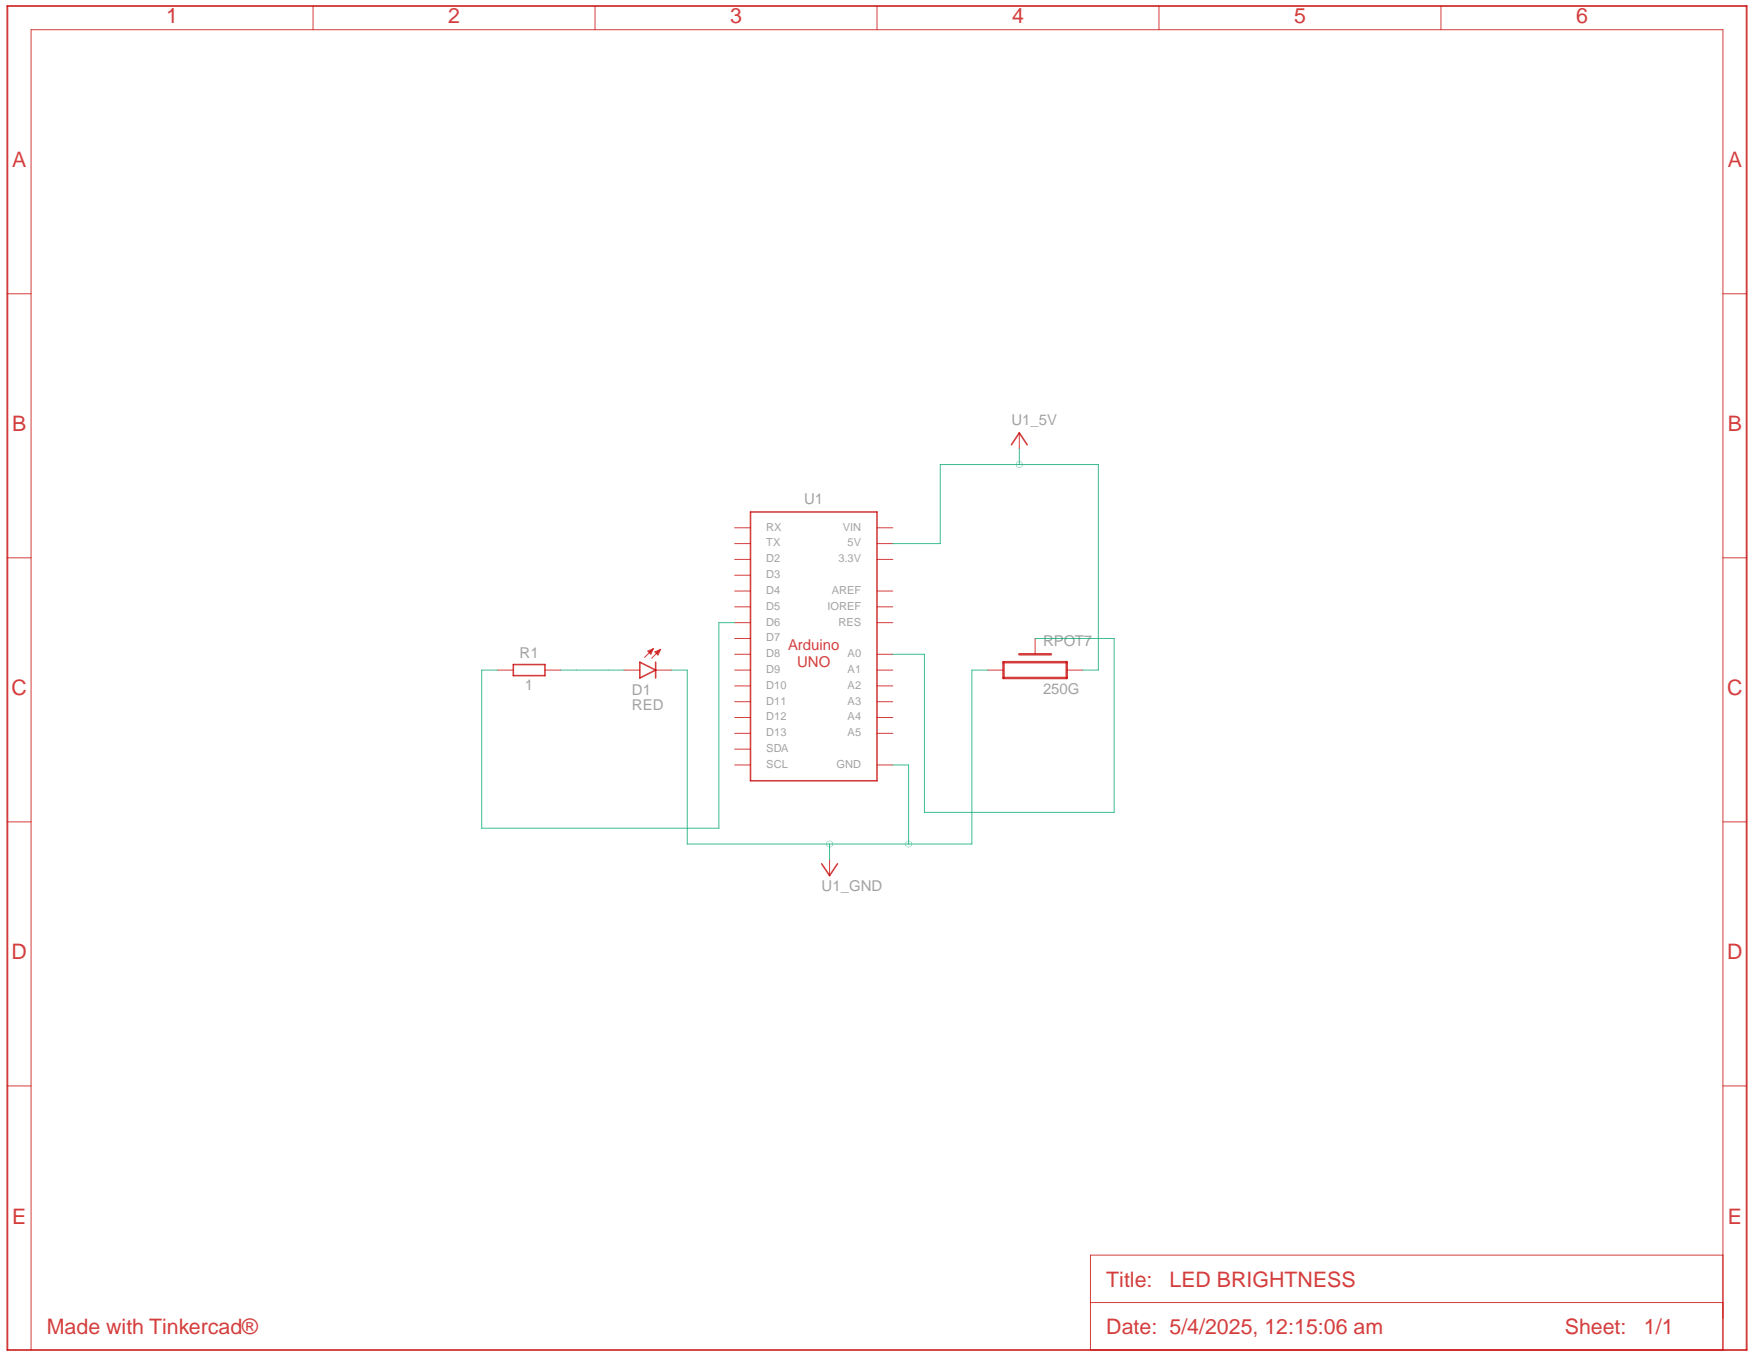 1 2 3 4 5 6
A A
B B
U1_5V
U1
RX VIN
TX 5V
D2 3.3V
D3
D4 AREF
D5 IOREF
D6 RES
D7
Arduino
UNO
D8 A0
D9 A1
D10 A2
D11 A3
D12 A4
D13 A5
SDA
SCL GND
RPOT7
250G
R1
1
D1
RED
C C
U1_GND
D D
E E
Title: LED BRIGHTNESS
Made with Tinkercad®
Date: 5/4/2025, 12:15:06 am Sheet: 1/1